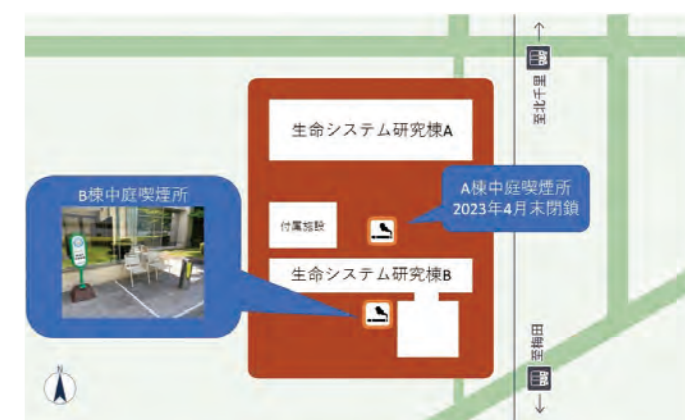 至北千里
生命システム研究棟A
B棟中庭喫煙所
A棟中庭喫煙所
2023年4月末閉鎖
付属施設
生命システム研究棟B
至梅田
N